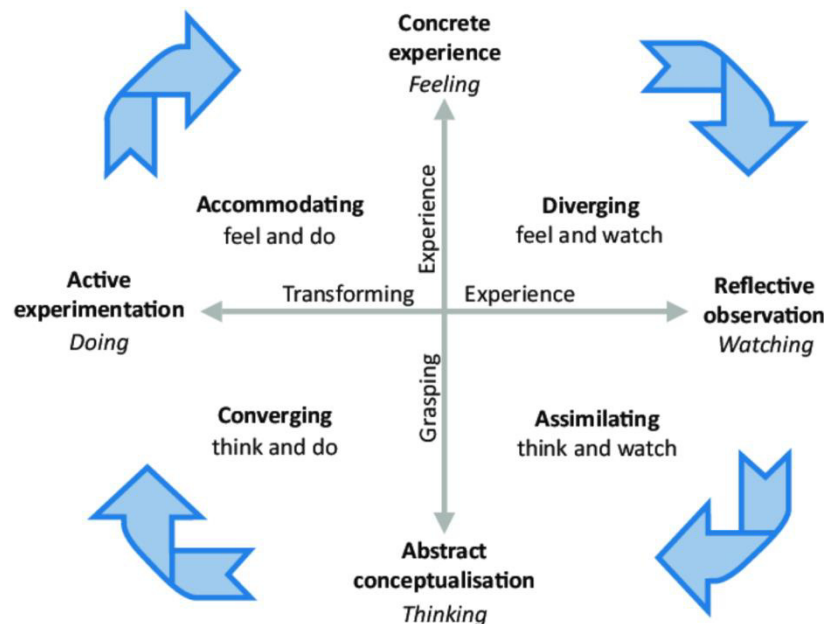 Concrete
experience
Feeling
Accommodating
feel and do
Experience
Diverging
feel and watch
Active
experimentation
Doing
Transforming
Experience
Reflective
observation
Watching
Converging
think and do
Grasping
Assimilating
think and watch
Abstract
conceptualisation
Thinking